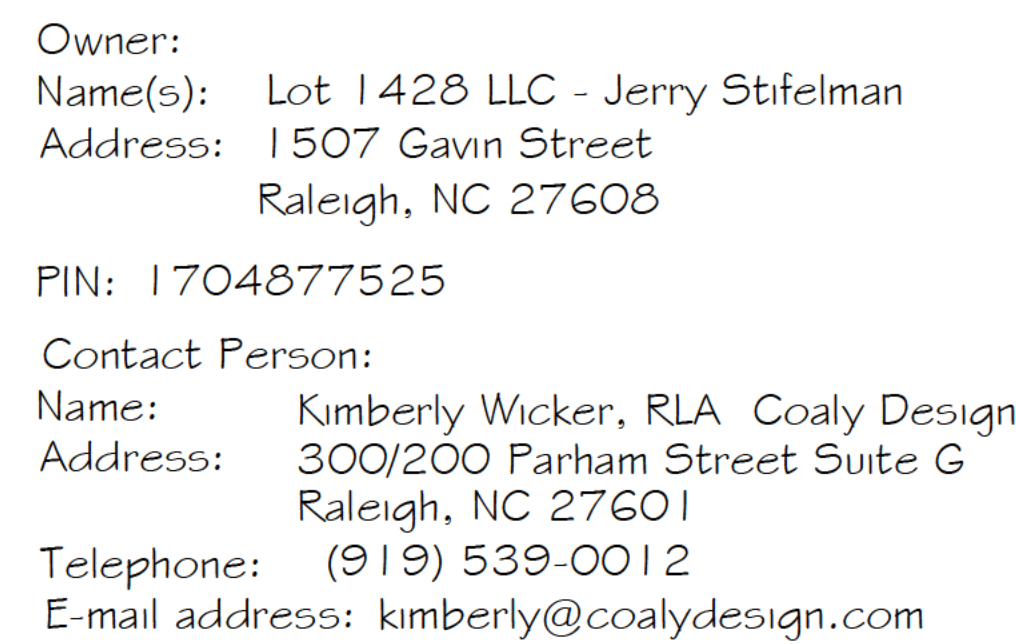 Owner:
Name(s): Lot 1428 LLC - Jerry Stifelman
Address: 1507 Gavin Street
Raleigh, NC 27608
PIN: 1704877525
Contact Person:
Name: Kimberly Wicker, RLA Coaly Design
Address: 300/200 Parham Street Suite G
Raleigh, NC 27601
Telephone: (919) 539-0012
E-mail address: kimberly@coalydesign.com